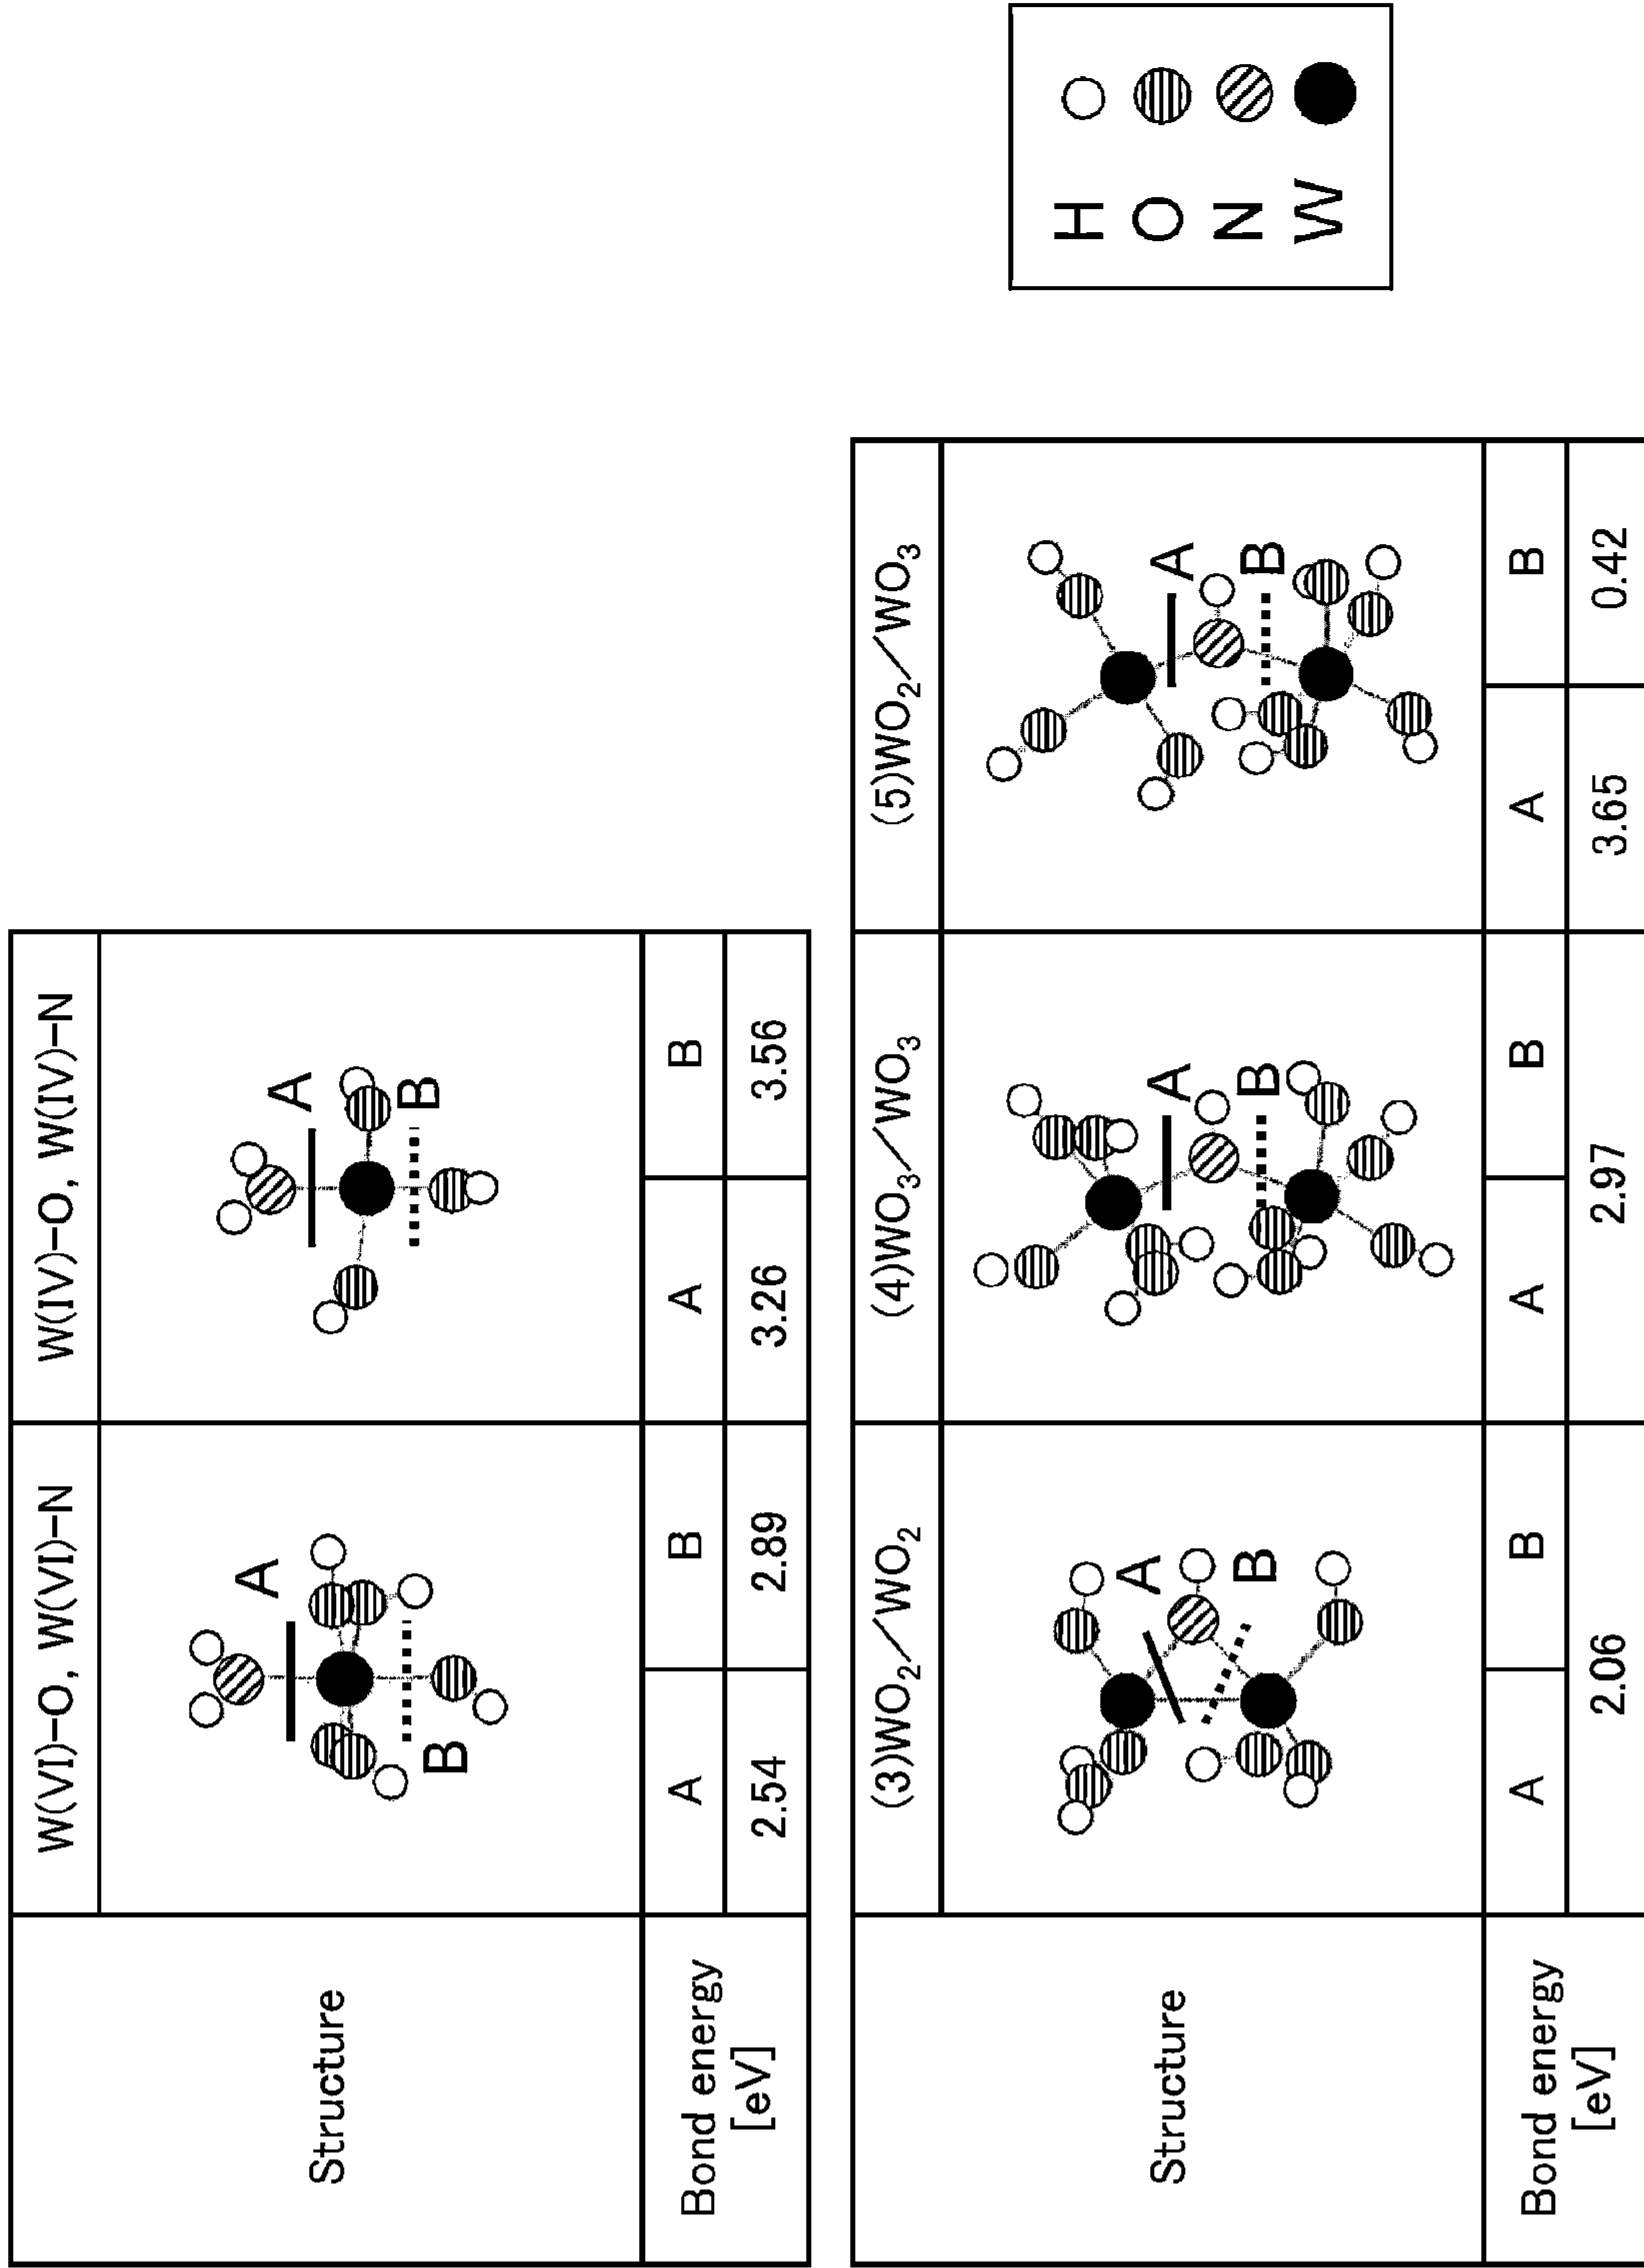 W(VI)-O, W(VI)-N
W(IV)-O, W(IV)-N
Structure
A
B
A
B
Bond energy
[eV]
A
B
A
B
2.54
2.89
3.26
3.56
(3)WO2/WO2
(4)WO3/WO3
(5)WO2/WO3
Structure
A
B
A
B
A
B
Bond energy
[eV]
A
B
A
B
A
B
2.06
2.97
3.65
0.42
H
O
N
W